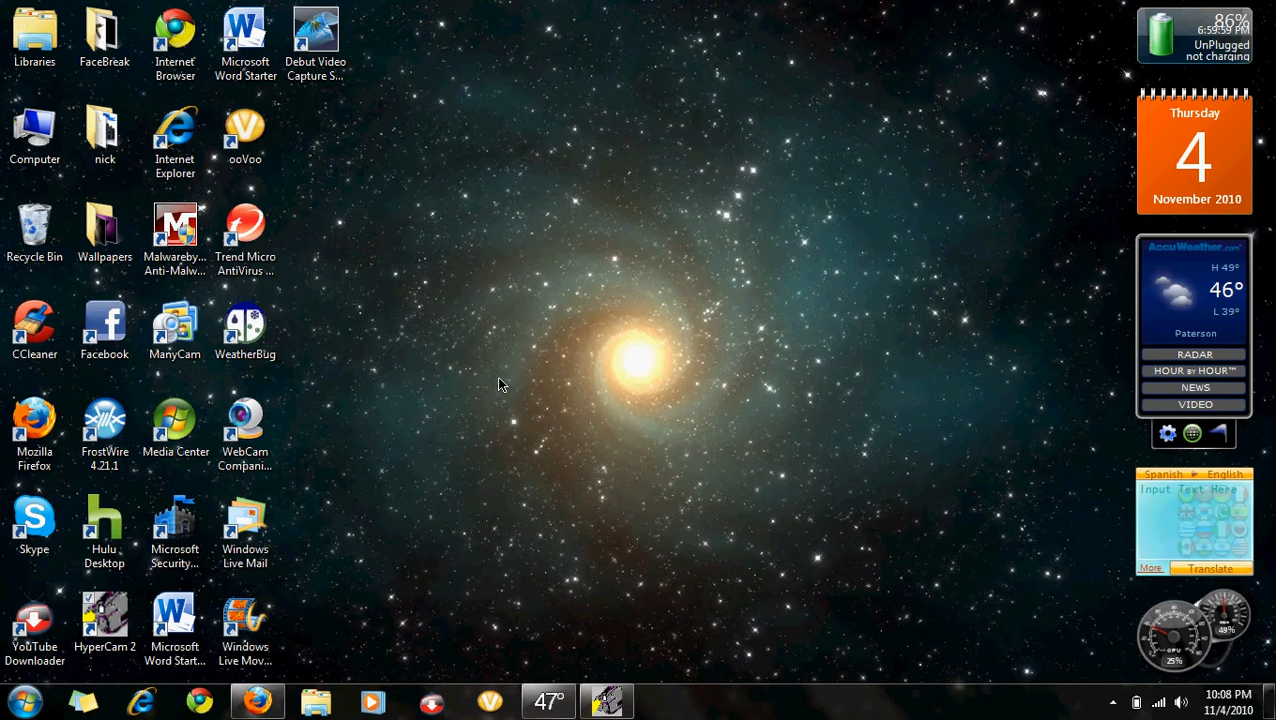 Libraries
FaceBreak
Internet
Browser
Microsoft
Word Starter
Debut Video
Capture S...
Computer
nick
Internet
Explorer
ooVoo
Recycle Bin
Wallpapers
Malwareby...
Anti-Malw...
Trend Micro
AntiVirus ...
CCleaner
Facebook
ManyCam
WeatherBug
Mozilla
Firefox
FrostWire
4.21.1
Media Center
WebCam
Compani...
Skype
Hulu
Desktop
Microsoft
Security...
Windows
Live Mail
YouTube
Downloader
HyperCam 2
Microsoft
Word Start...
Windows
Live Mov...
86%
6:59:59 PM
UnPlugged
not charging
Thursday
4
November 2010
AccuWeather.com
H 49°
46°
L 39°
Paterson
RADAR
HOUR BY HOUR™
NEWS
VIDEO
Spanish English
Input Text Here
More
Translate
49%
CPU
25%
47°
10:08 PM
11/4/2010